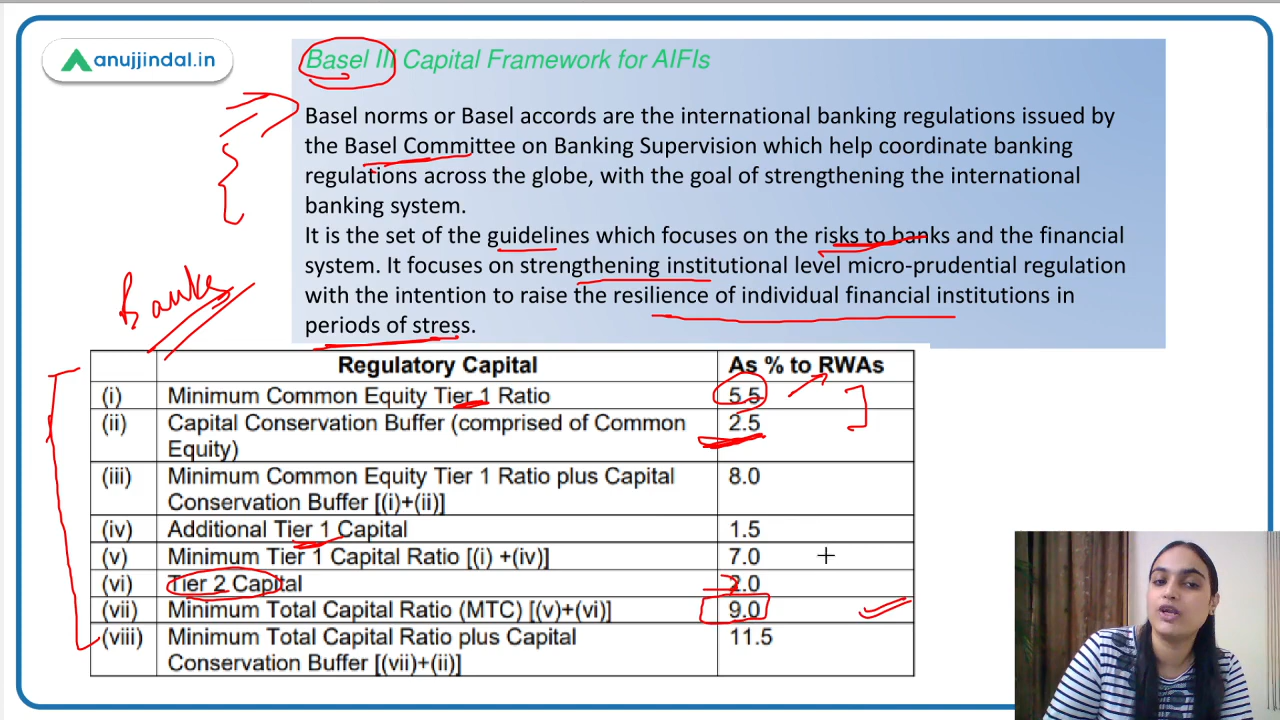 anujjindal.in
Basel III Capital Framework for AIFIs
Basel norms or Basel accords are the international banking regulations issued by
the Basel Committee on Banking Supervision which help coordinate banking
regulations across the globe, with the goal of strengthening the international
banking system.
It is the set of the guidelines which focuses on the risks to banks and the financial
system. It focuses on strengthening institutional level micro-prudential regulation
with the intention to raise the resilience of individual financial institutions in
periods of stress.
Banks
Regulatory Capital As % to RWAs
(i) Minimum Common Equity Tier 1 Ratio 5.5
(ii) Capital Conservation Buffer (comprised of Common 2.5
Equity)
(iii) Minimum Common Equity Tier 1 Ratio plus Capital 8.0
Conservation Buffer [(i)+(ii)]
(iv) Additional Tier 1 Capital 1.5
(v) Minimum Tier 1 Capital Ratio [(i) +(iv)] 7.0
(vi) Tier 2 Capital 2.0
(vii) Minimum Total Capital Ratio (MTC) [(v)+(vi)] 9.0
(viii) Minimum Total Capital Ratio plus Capital 11.5
Conservation Buffer [(vii)+(ii)]